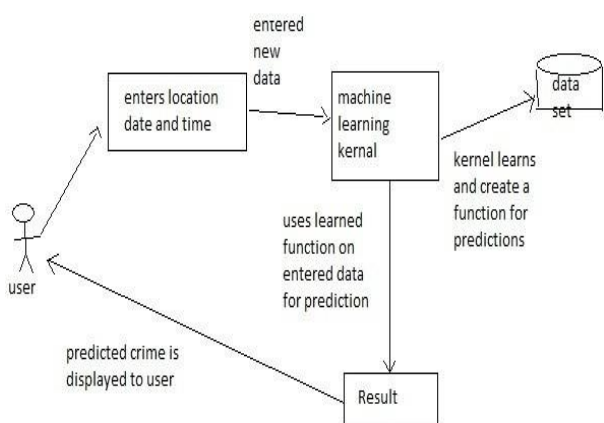 entered
new
data
enters location
date and time
machine
learning
kernal
data
set
kernel learns
and create a
function for
predictions
uses learned
function on
entered data
for prediction
user
predicted crime is
displayed to user
Result